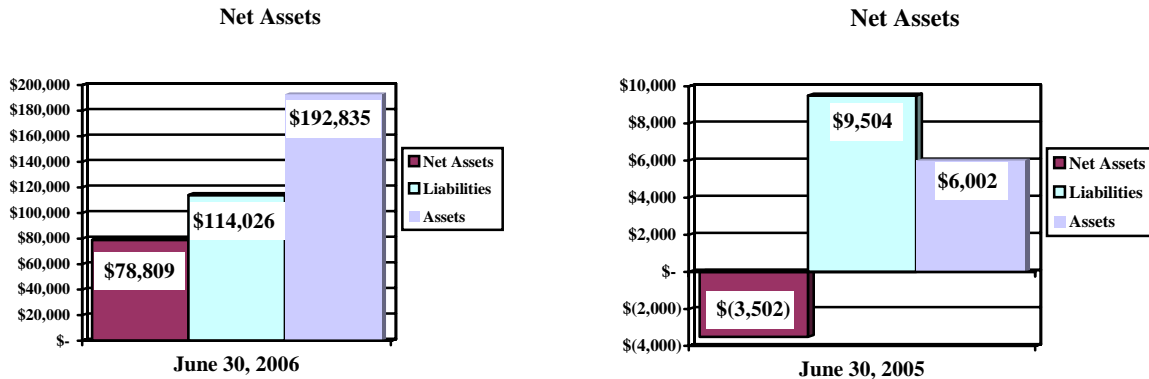 Net Assets
$200,000
$180,000
$160,000
$140,000
$120,000
$100,000
$80,000
$60,000
$40,000
$20,000
$-
$192,835
$114,026
$78,809
Net Assets
Liabilities
Assets
June 30, 2006
Net Assets
$10,000
$8,000
$6,000
$4,000
$2,000
$-
$(2,000)
$(4,000)
$9,504
$6,002
$(3,502)
Net Assets
Liabilities
Assets
June 30, 2005